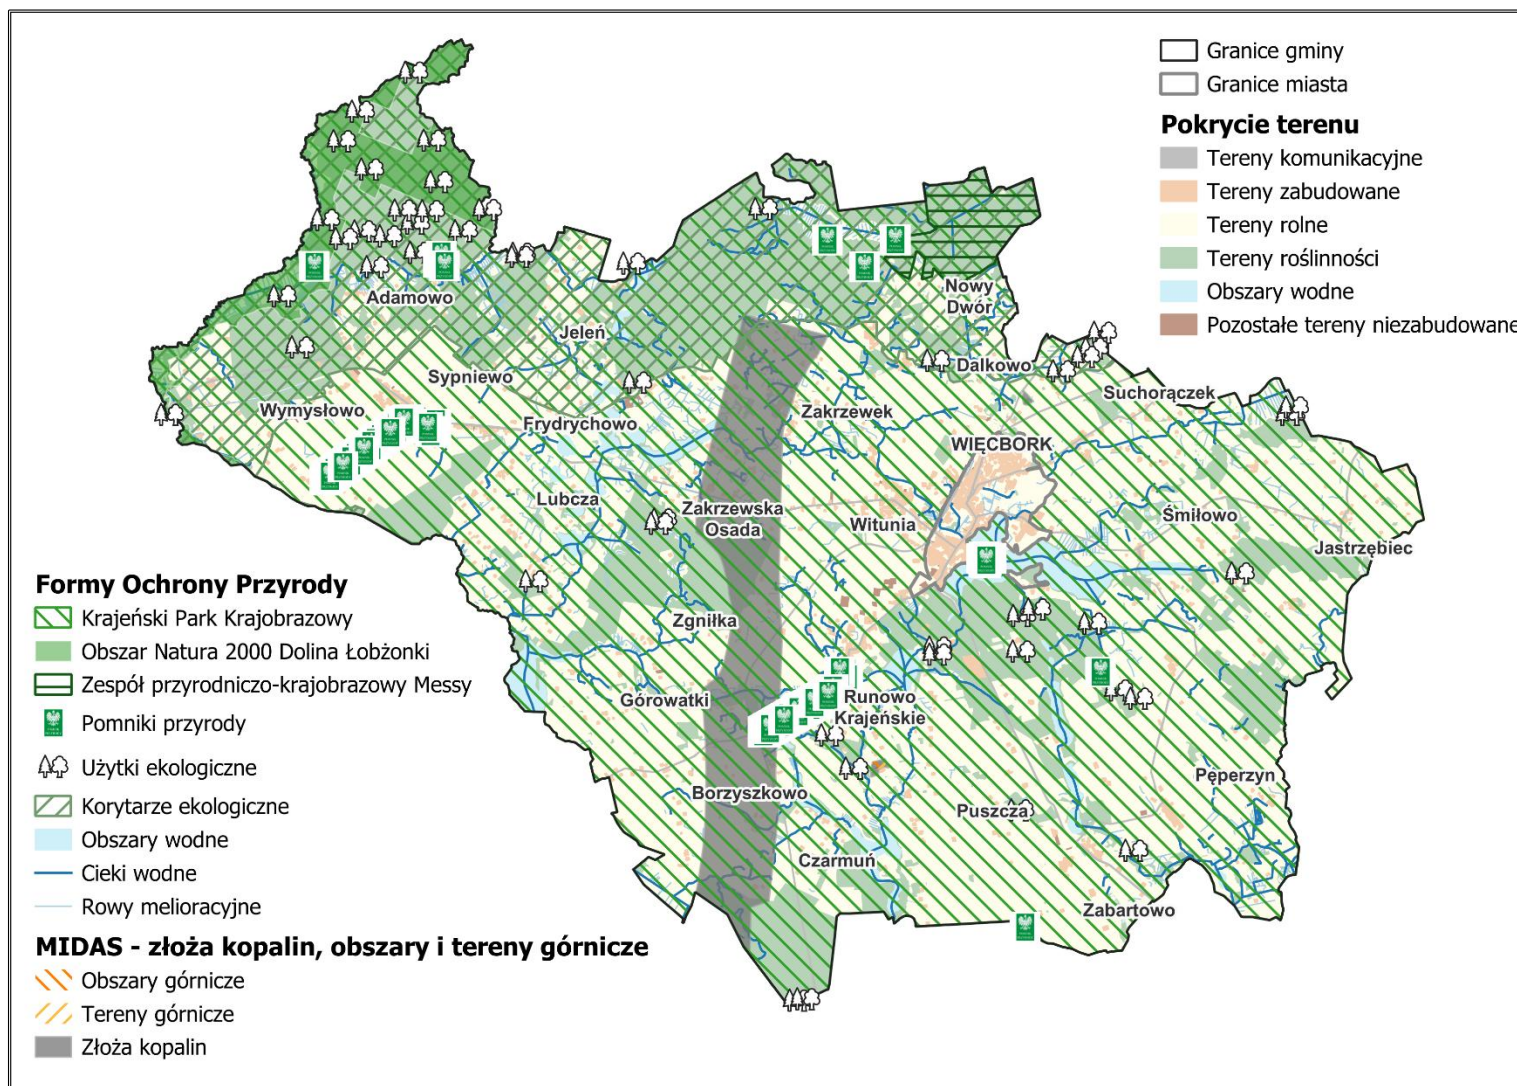 Granice gminy
Granice miasta
Pokrycie terenu
Tereny komunikacyjne
Tereny zabudowane
Tereny rolne
Tereny roślinności
Obszary wodne
Pozostałe tereny niezabudowane
Adamowo
Nowy
Dwór
Jeleń
Dalkowo
Sypniewo
Suchorączek
Wymysłowo
Zakrzewek
Frydrychowo
WIĘCBORK
Lubcza
Zakrzewska
Osada
Witunia
Śmiłowo
Jastrzębiec
Zgniłka
Górowatki
Runowo
Krajeńskie
Borzyszkowo
Pęperzyn
Puszcza
Czarmuń
Zabartowo
Formy Ochrony Przyrody
Krajeński Park Krajobrazowy
Obszar Natura 2000 Dolina Łobżonki
Zespół przyrodniczo-krajobrazowy Messy
Pomniki przyrody
Użytki ekologiczne
Korytarze ekologiczne
Obszary wodne
Cieki wodne
Rowy melioracyjne
MIDAS - złoża kopalin, obszary i tereny górnicze
Obszary górnicze
Tereny górnicze
Złoża kopalin